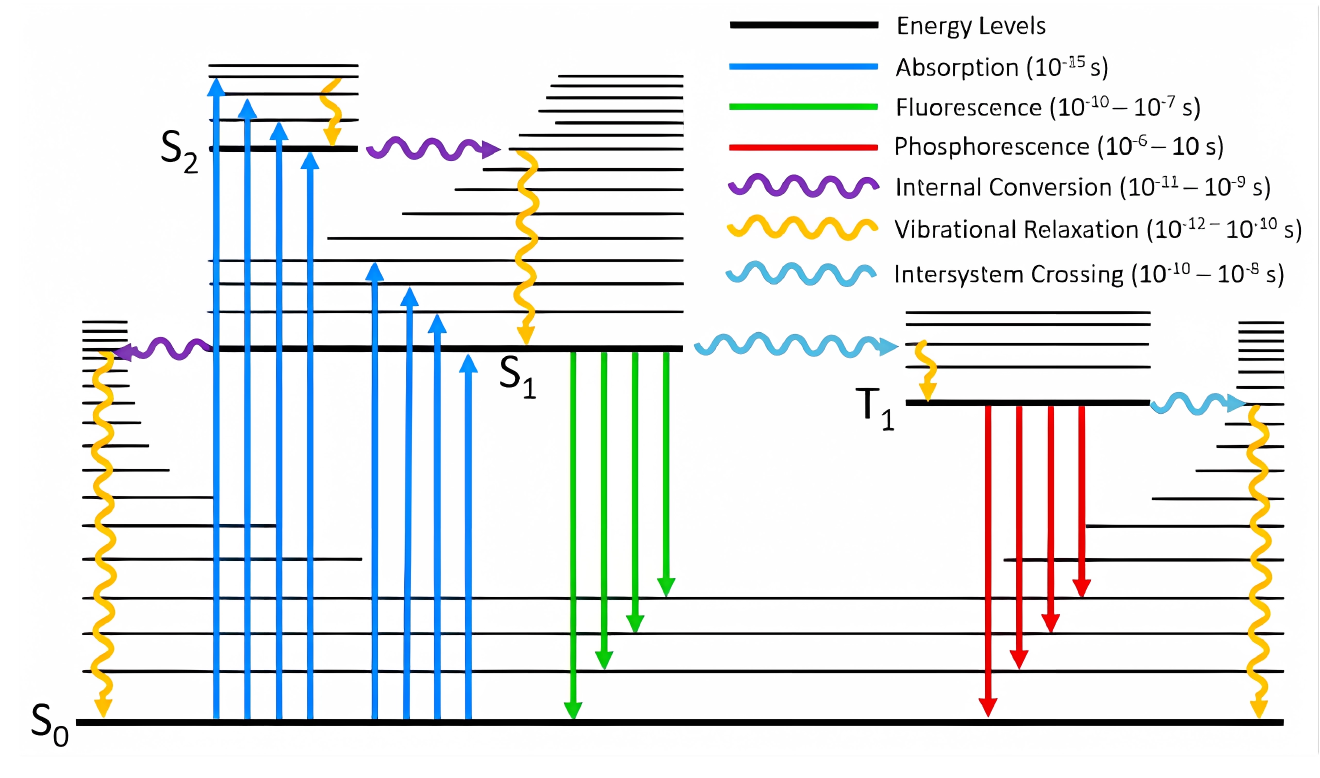 Energy Levels
Absorption (10⁻¹⁵ s)
Fluorescence (10⁻¹⁰ – 10⁻⁷ s)
Phosphorescence (10⁻⁶ – 10 s)
Internal Conversion (10⁻¹¹ – 10⁻⁹ s)
Vibrational Relaxation (10⁻¹² – 10⁻¹⁰ s)
Intersystem Crossing (10⁻¹⁰ – 10⁻⁸ s)
S₂
S₁
T₁
S₀